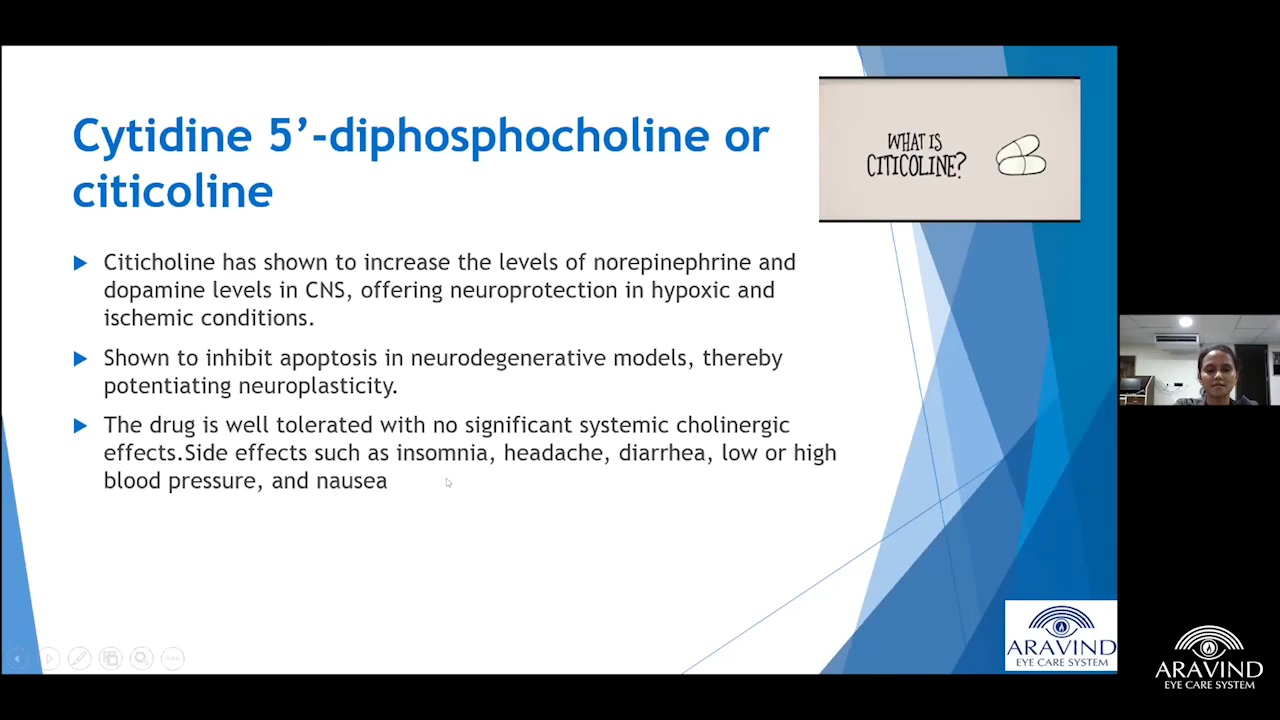 Cytidine 5’-diphosphocholine or
citicoline
WHAT IS
CITICOLINE?
Citicholine has shown to increase the levels of norepinephrine and
dopamine levels in CNS, offering neuroprotection in hypoxic and
ischemic conditions.
Shown to inhibit apoptosis in neurodegenerative models, thereby
potentiating neuroplasticity.
The drug is well tolerated with no significant systemic cholinergic
effects.Side effects such as insomnia, headache, diarrhea, low or high
blood pressure, and nausea
ARAVIND
EYE CARE SYSTEM
ARAVIND
EYE CARE SYSTEM